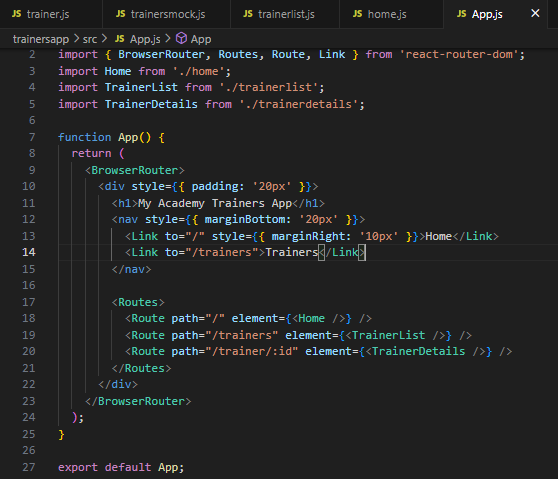 JS trainer.js JS trainersmock.js JS trainerlist.js JS home.js JS App.js ×
trainersapp > src > JS App.js > App
2 import { BrowserRouter, Routes, Route, Link } from 'react-router-dom';
3 import Home from './home';
4 import TrainerList from './trainerlist';
5 import TrainerDetails from './trainerdetails';
6
7 function App() {
8   return (
9     <BrowserRouter>
10       <div style={{ padding: '20px' }}>
11         <h1>My Academy Trainers App</h1>
12         <nav style={{ marginBottom: '20px' }}>
13           <Link to="/" style={{ marginRight: '10px' }}>Home</Link>
14           <Link to="/trainers">Trainers</Link>
15         </nav>
16
17         <Routes>
18           <Route path="/" element={<Home />} />
19           <Route path="/trainers" element={<TrainerList />} />
20           <Route path="/trainer/:id" element={<TrainerDetails />} />
21         </Routes>
22       </div>
23     </BrowserRouter>
24   );
25 }
26
27 export default App;